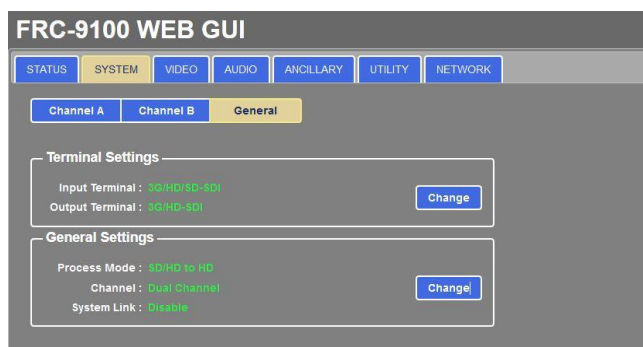 FRC-9100 WEB GUI
STATUS SYSTEM VIDEO AUDIO ANCILLARY UTILITY NETWORK
Channel A Channel B General
Terminal Settings
Input Terminal : 3G/HD/SD-SDI
Change
Output Terminal : 3G/HD-SDI
General Settings
Process Mode : SD/HD to HD
Channel : Dual Channel
Change
System Link : Disable